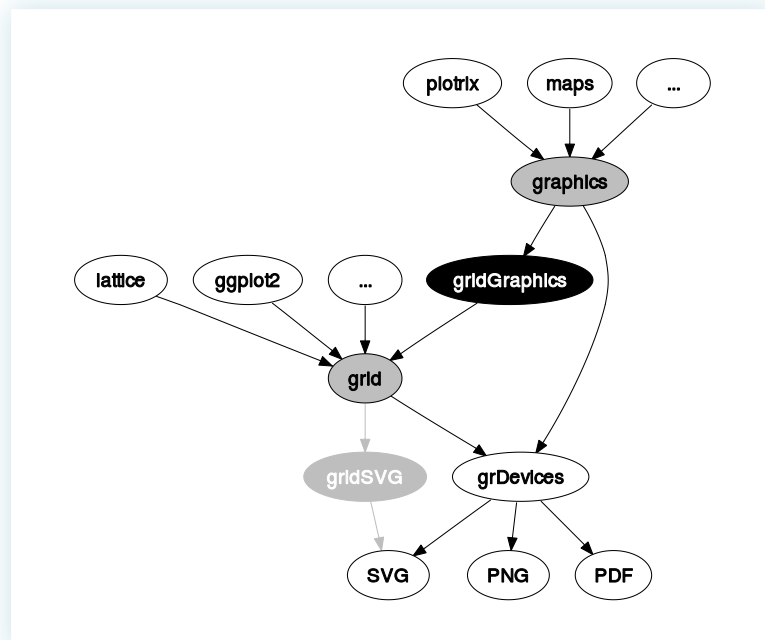 plotrix
maps
...
graphics
lattice
ggplot2
...
gridGraphics
grid
gridSVG
grDevices
SVG
PNG
PDF